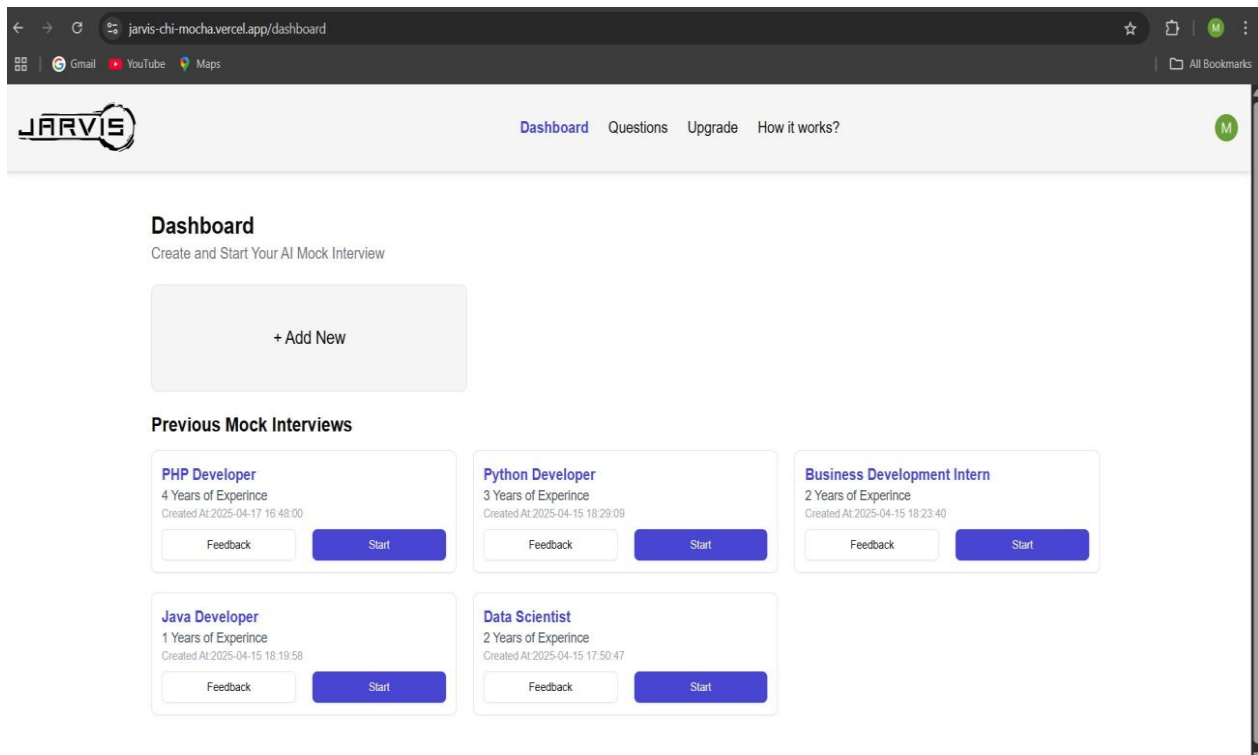 jarvis-chi-mocha.vercel.app/dashboard
M
Gmail YouTube Maps All Bookmarks
JARVIS
Dashboard Questions Upgrade How it works?
M
Dashboard
Create and Start Your AI Mock Interview
+ Add New
Previous Mock Interviews
PHP Developer
4 Years of Experince
Created At:2025-04-17 16:48:00
Feedback Start
Python Developer
3 Years of Experince
Created At:2025-04-15 18:29:09
Feedback Start
Business Development Intern
2 Years of Experince
Created At:2025-04-15 18:23:40
Feedback Start
Java Developer
1 Years of Experince
Created At:2025-04-15 18:19:58
Feedback Start
Data Scientist
2 Years of Experince
Created At:2025-04-15 17:50:47
Feedback Start